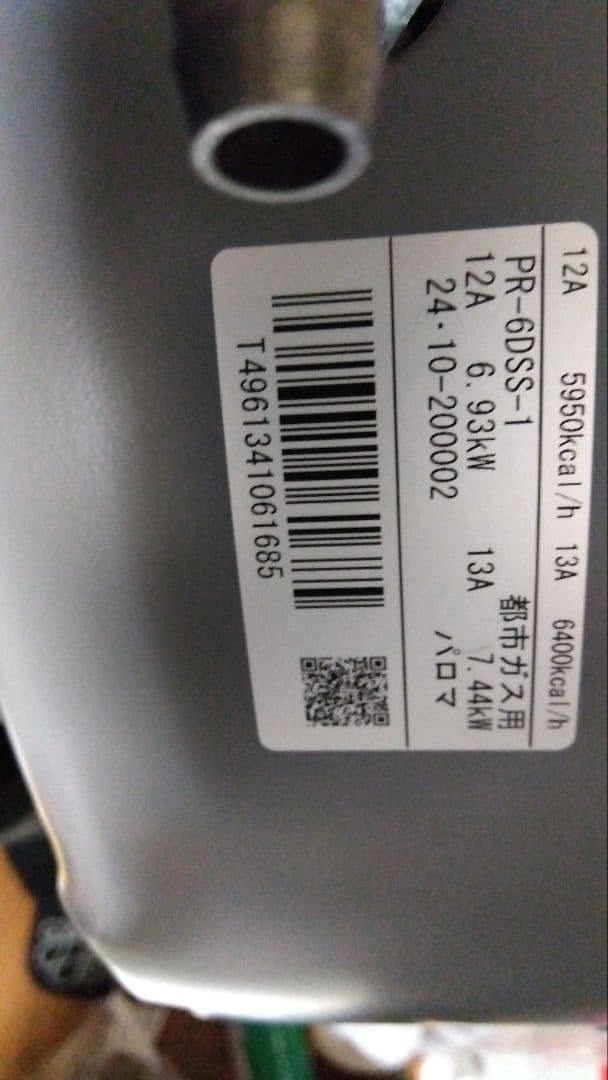 12A 5950kcal/h 13A 6400kcal/h
PR-6DSS-1 都市ガス用
12A 6.93kW 13A 7.44kW
24・10-200002 パロマ
T4961341061685